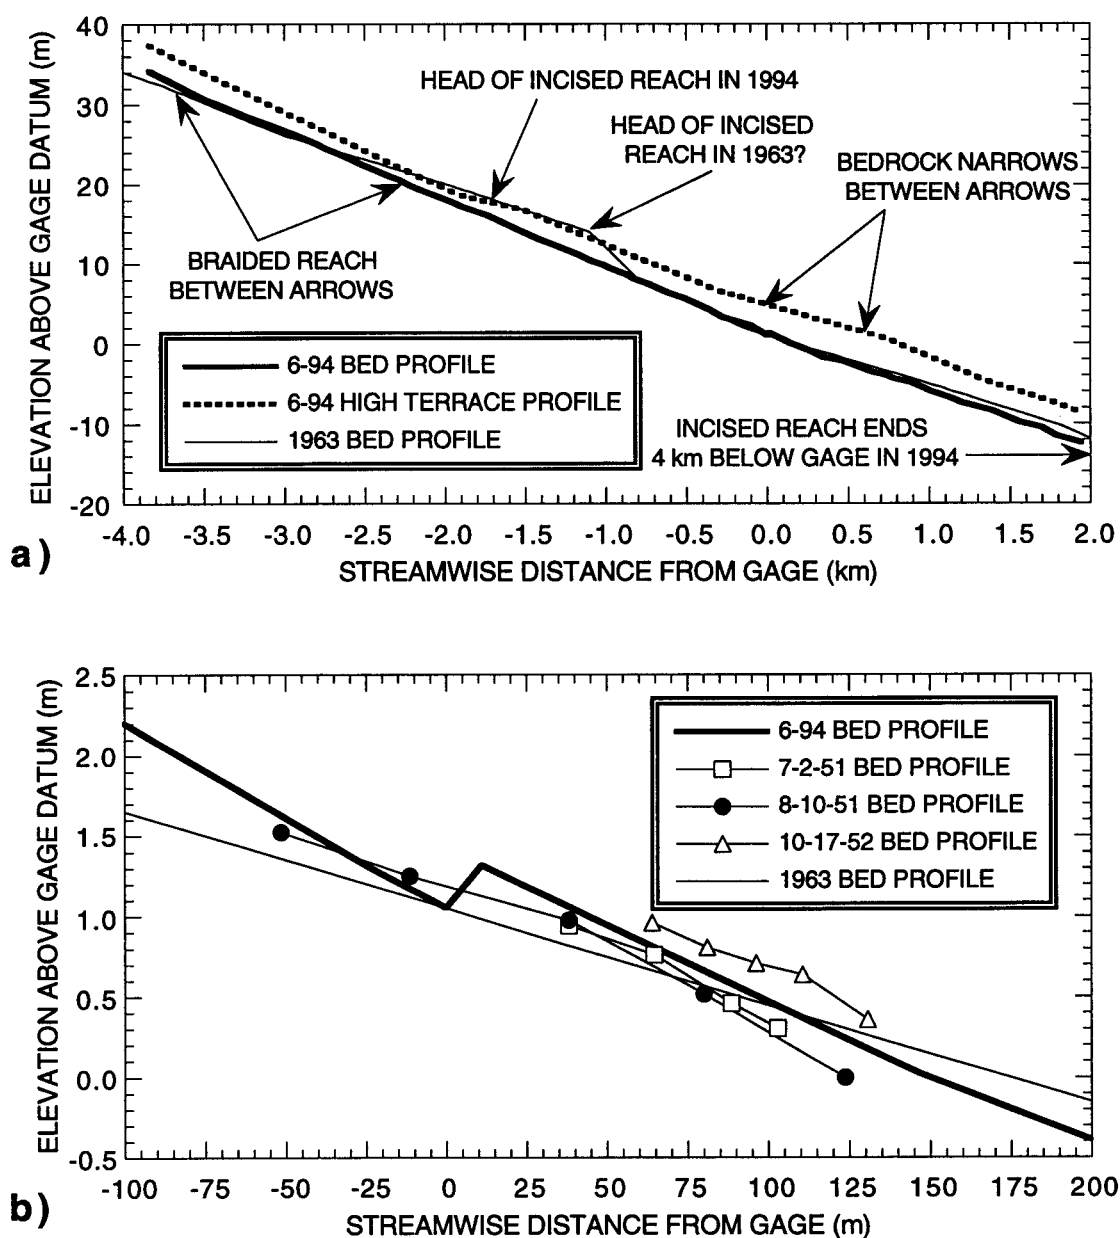 40
30
20
10
0
-10
-20
ELEVATION ABOVE GAGE DATUM (m)
HEAD OF INCISED REACH IN 1994
HEAD OF INCISED
REACH IN 1963?
BEDROCK NARROWS
BETWEEN ARROWS
BRAIDED REACH
BETWEEN ARROWS
6-94 BED PROFILE
6-94 HIGH TERRACE PROFILE
1963 BED PROFILE
INCISED REACH ENDS
4 km BELOW GAGE IN 1994
-4.0 -3.5 -3.0 -2.5 -2.0 -1.5 -1.0 -0.5 0.0 0.5 1.0 1.5 2.0
a)
STREAMWISE DISTANCE FROM GAGE (km)
2.5
2.0
1.5
1.0
0.5
0.0
-0.5
ELEVATION ABOVE GAGE DATUM (m)
6-94 BED PROFILE
7-2-51 BED PROFILE
8-10-51 BED PROFILE
10-17-52 BED PROFILE
1963 BED PROFILE
-100 -75 -50 -25 0 25 50 75 100 125 150 175 200
b)
STREAMWISE DISTANCE FROM GAGE (m)